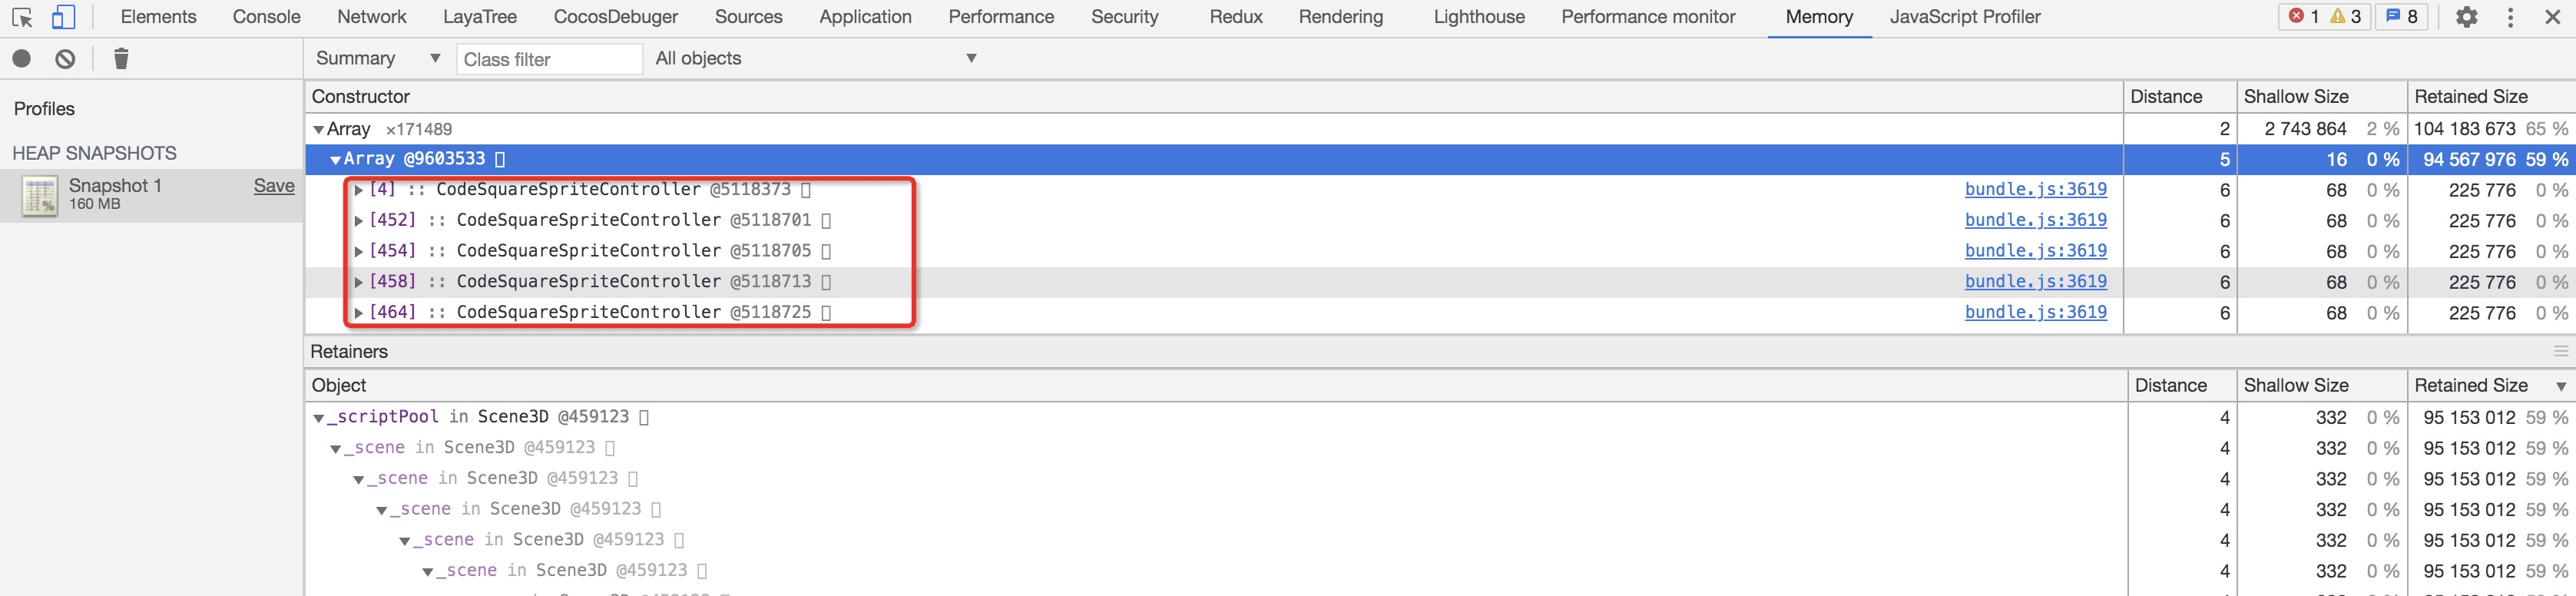 Elements Console Network LayaTree CocosDebuger Sources Application Performance Security Redux Rendering Lighthouse Performance monitor Memory JavaScript Profiler 1 3 8
Summary Class filter All objects
Profiles
HEAP SNAPSHOTS
Snapshot 1 Save
160 MB
Constructor Distance Shallow Size Retained Size
Array ×171489 2 2 743 864 2 % 104 183 673 65 %
Array @9603533 5 16 0 % 94 567 976 59 %
[4] :: CodeSquareSpriteController @5118373 bundle.js:3619 6 68 0 % 225 776 0 %
[452] :: CodeSquareSpriteController @5118701 bundle.js:3619 6 68 0 % 225 776 0 %
[454] :: CodeSquareSpriteController @5118705 bundle.js:3619 6 68 0 % 225 776 0 %
[458] :: CodeSquareSpriteController @5118713 bundle.js:3619 6 68 0 % 225 776 0 %
[464] :: CodeSquareSpriteController @5118725 bundle.js:3619 6 68 0 % 225 776 0 %
Retainers
Object Distance Shallow Size Retained Size
_scriptPool in Scene3D @459123 4 332 0 % 95 153 012 59 %
_scene in Scene3D @459123 4 332 0 % 95 153 012 59 %
_scene in Scene3D @459123 4 332 0 % 95 153 012 59 %
_scene in Scene3D @459123 4 332 0 % 95 153 012 59 %
_scene in Scene3D @459123 4 332 0 % 95 153 012 59 %
_scene in Scene3D @459123 4 332 0 % 95 153 012 59 %